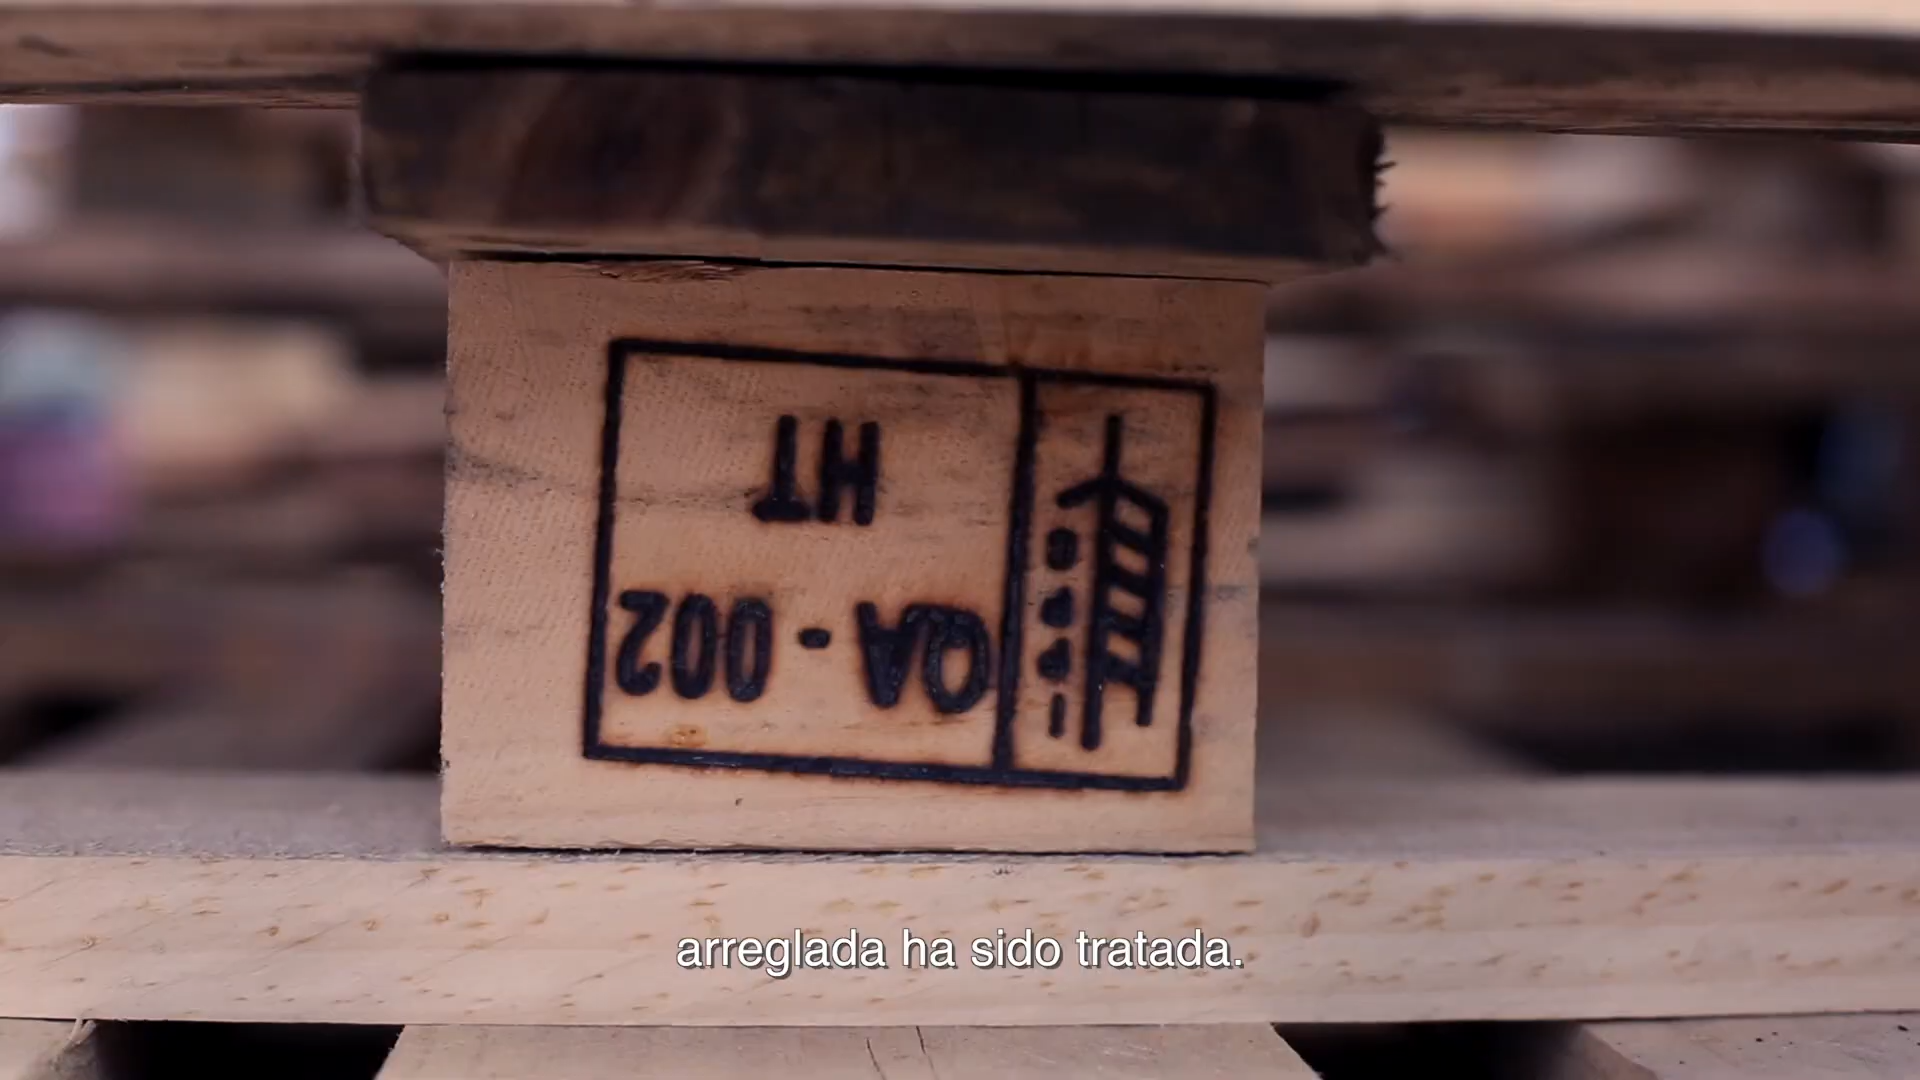 QA - 002
HT
arreglada ha sido tratada.